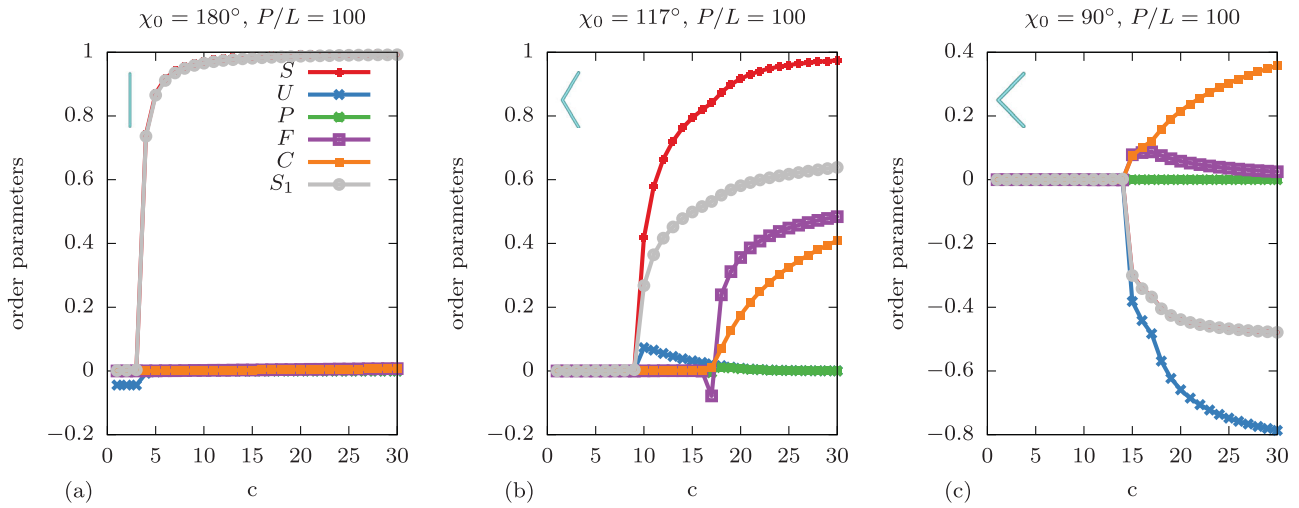 χ₀ = 180°, P/L = 100
order parameters
1
0.8
0.6
0.4
0.2
0
−0.2
0 5 10 15 20 25 30
S
U
P
F
C
S₁
(a)
c
χ₀ = 117°, P/L = 100
order parameters
1
0.8
0.6
0.4
0.2
0
−0.2
0 5 10 15 20 25 30
(b)
c
χ₀ = 90°, P/L = 100
order parameters
0.4
0.2
0
−0.2
−0.4
−0.6
−0.8
0 5 10 15 20 25 30
(c)
c